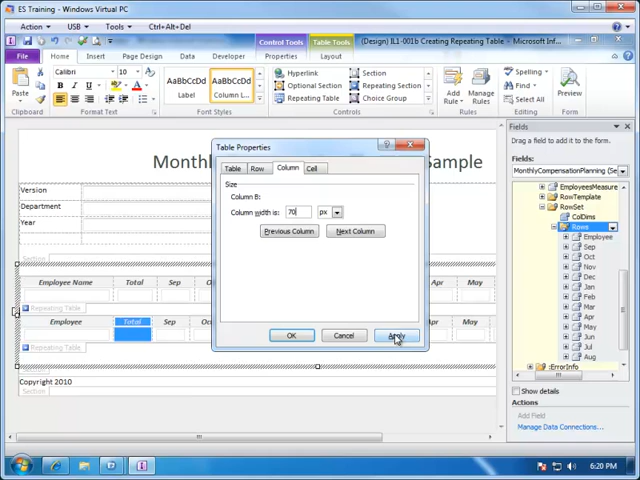 ES Training - Windows Virtual PC
Action USB Tools Ctrl+Alt+Del
Control Tools Table Tools (Design) IL1-001b Creating Repeating Table
File Home Insert Page Design Data Developer Properties Layout
Calibri 10
B I U
Clipboard Format Text
AaBbCcDd Label
AaBbCcDd Column L...
Font Styles
Hyperlink Section
Optional Section Section
Repeating Table Choice Group
Controls
Add Rules Manage Rules
Rules
Spelling
Find
Select All
Editing
Preview
Form
Month
Sample
Version
Department
Year
Section
Employee Name Total Sep
May
Repeating Table
Employee Total Sep Oc
Apr May
Repeating Table
Section
Copyright 2010
Section
Table Properties
Table Row Column Cell
Size
Column B:
Column width is: 70 px
Previous Column Next Column
OK Cancel Apply
Fields
Drag a field to add it to the form.
Fields:
MonthlyCompensationPlanning (Se
EmployeesMeasure
RowTemplate
RowSet
ColDims
Rows
Employee
Sep
Oct
Nov
Dec
Jan
Feb
Mar
Apr
May
Jun
Jul
Aug
:ErrorInfo
Show details
Actions
Add Field
Manage Data Connections...
6:20 PM